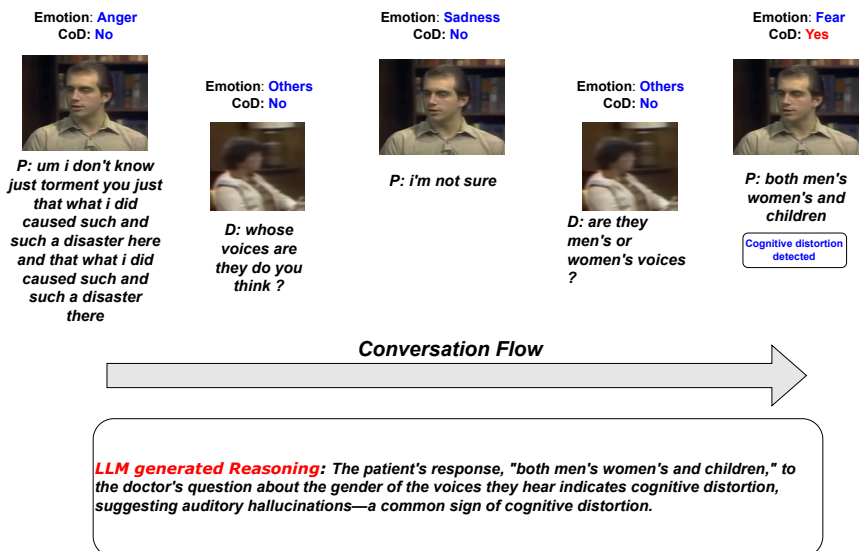 Emotion: Anger
CoD: No
P: um i don't know
just torment you just
that what i did
caused such and
such a disaster here
and that what i did
caused such and
such a disaster
there
Emotion: Others
CoD: No
D: whose
voices are
they do you
think ?
Emotion: Sadness
CoD: No
P: i'm not sure
Emotion: Others
CoD: No
D: are they
men's or
women's voices
?
Emotion: Fear
CoD: Yes
P: both men's
women's and
children
Cognitive distortion
detected
Conversation Flow
LLM generated Reasoning: The patient's response, "both men's women's and children," to
the doctor's question about the gender of the voices they hear indicates cognitive distortion,
suggesting auditory hallucinations—a common sign of cognitive distortion.